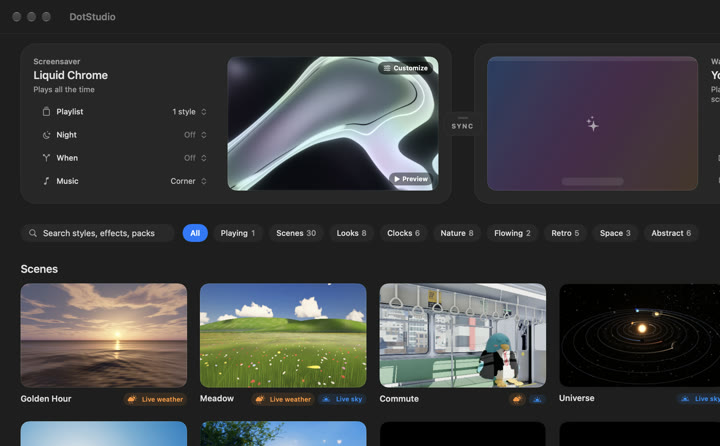 DotStudio
Screensaver
Liquid Chrome
Plays all the time
Playlist 1 style
Night Off
When Off
Music Corner
Customize
Preview
SYNC
Search styles, effects, packs
All
Playing 1
Scenes 30
Looks 8
Clocks 6
Nature 8
Flowing 2
Retro 5
Space 3
Abstract 6
Scenes
Golden Hour
Live weather
Meadow
Live weather
Live sky
Commute
Universe
Live sky